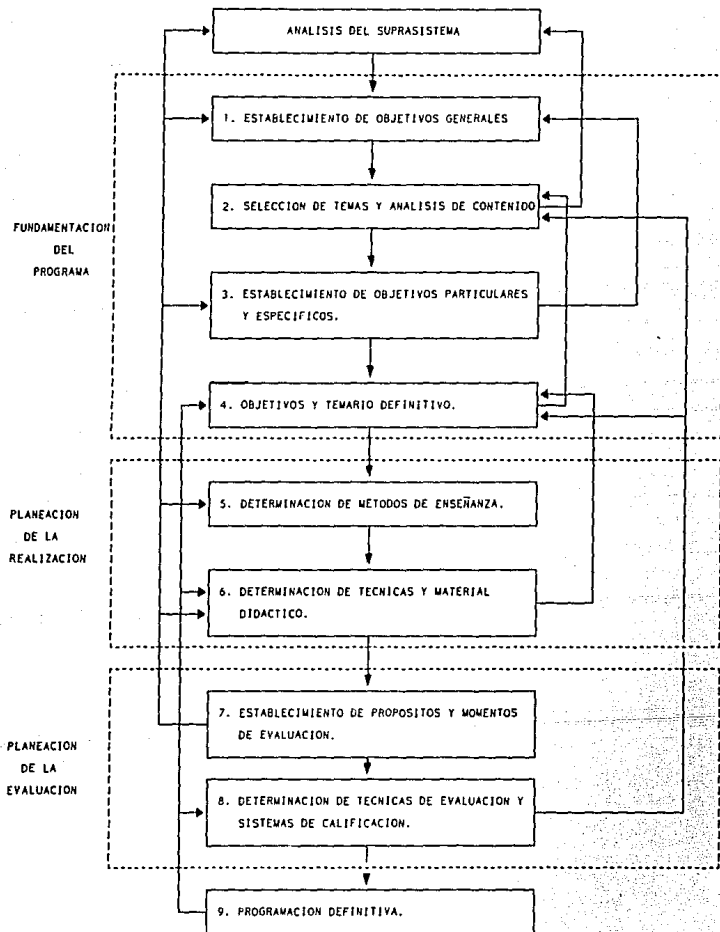 ANALISIS DEL SUPRASISTEMA
1. ESTABLECIMIENTO DE OBJETIVOS GENERALES
2. SELECCION DE TEMAS Y ANALISIS DE CONTENIDO
FUNDAMENTACION
DEL
PROGRAMA
3. ESTABLECIMIENTO DE OBJETIVOS PARTICULARES
Y ESPECIFICOS.
4. OBJETIVOS Y TEMARIO DEFINITIVO.
PLANEACION
DE LA
REALIZACION
5. DETERMINACION DE METODOS DE ENSEÑANZA.
6. DETERMINACION DE TECNICAS Y MATERIAL
DIDACTICO.
PLANEACION
DE LA
EVALUACION
7. ESTABLECIMIENTO DE PROPOSITOS Y MOMENTOS
DE EVALUACION.
8. DETERMINACION DE TECNICAS DE EVALUACION Y
SISTEMAS DE CALIFICACION.
9. PROGRAMACION DEFINITIVA.